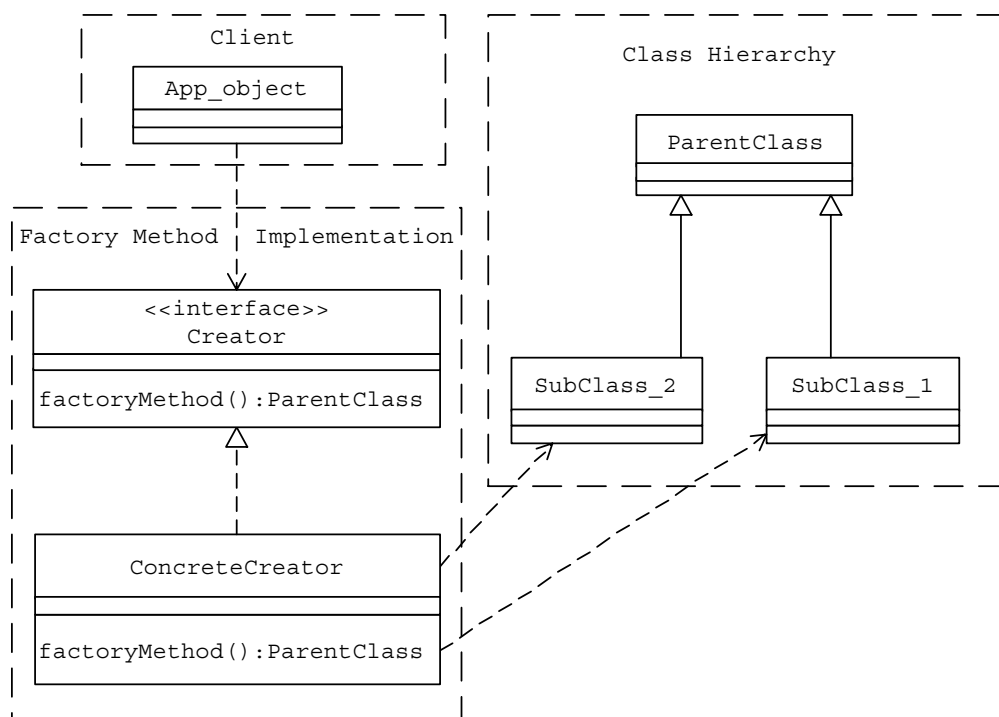 Client
App_object
Factory Method Implementation
<<interface>>
Creator
factoryMethod():ParentClass
ConcreteCreator
factoryMethod():ParentClass
Class Hierarchy
ParentClass
SubClass_2
SubClass_1